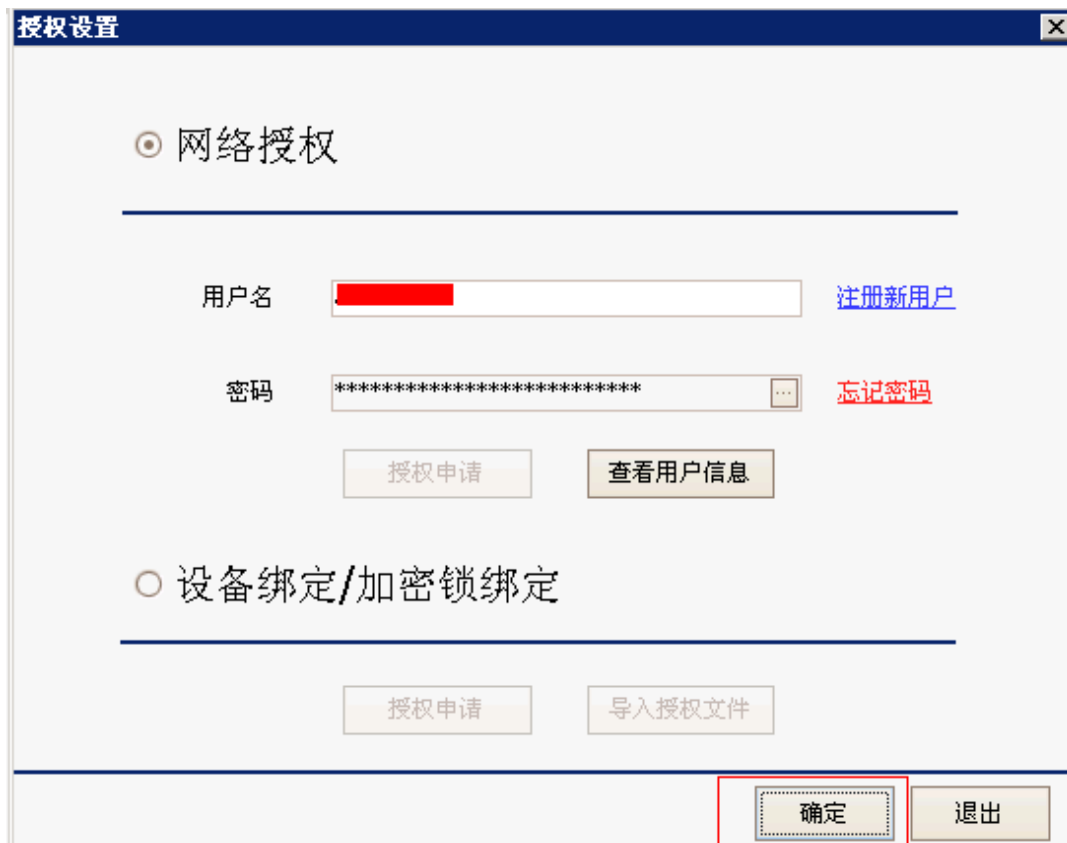 授权设置
网络授权
用户名 注册新用户
密码 ************************** 忘记密码
授权申请 查看用户信息
设备绑定/加密锁绑定
授权申请 导入授权文件
确定 退出